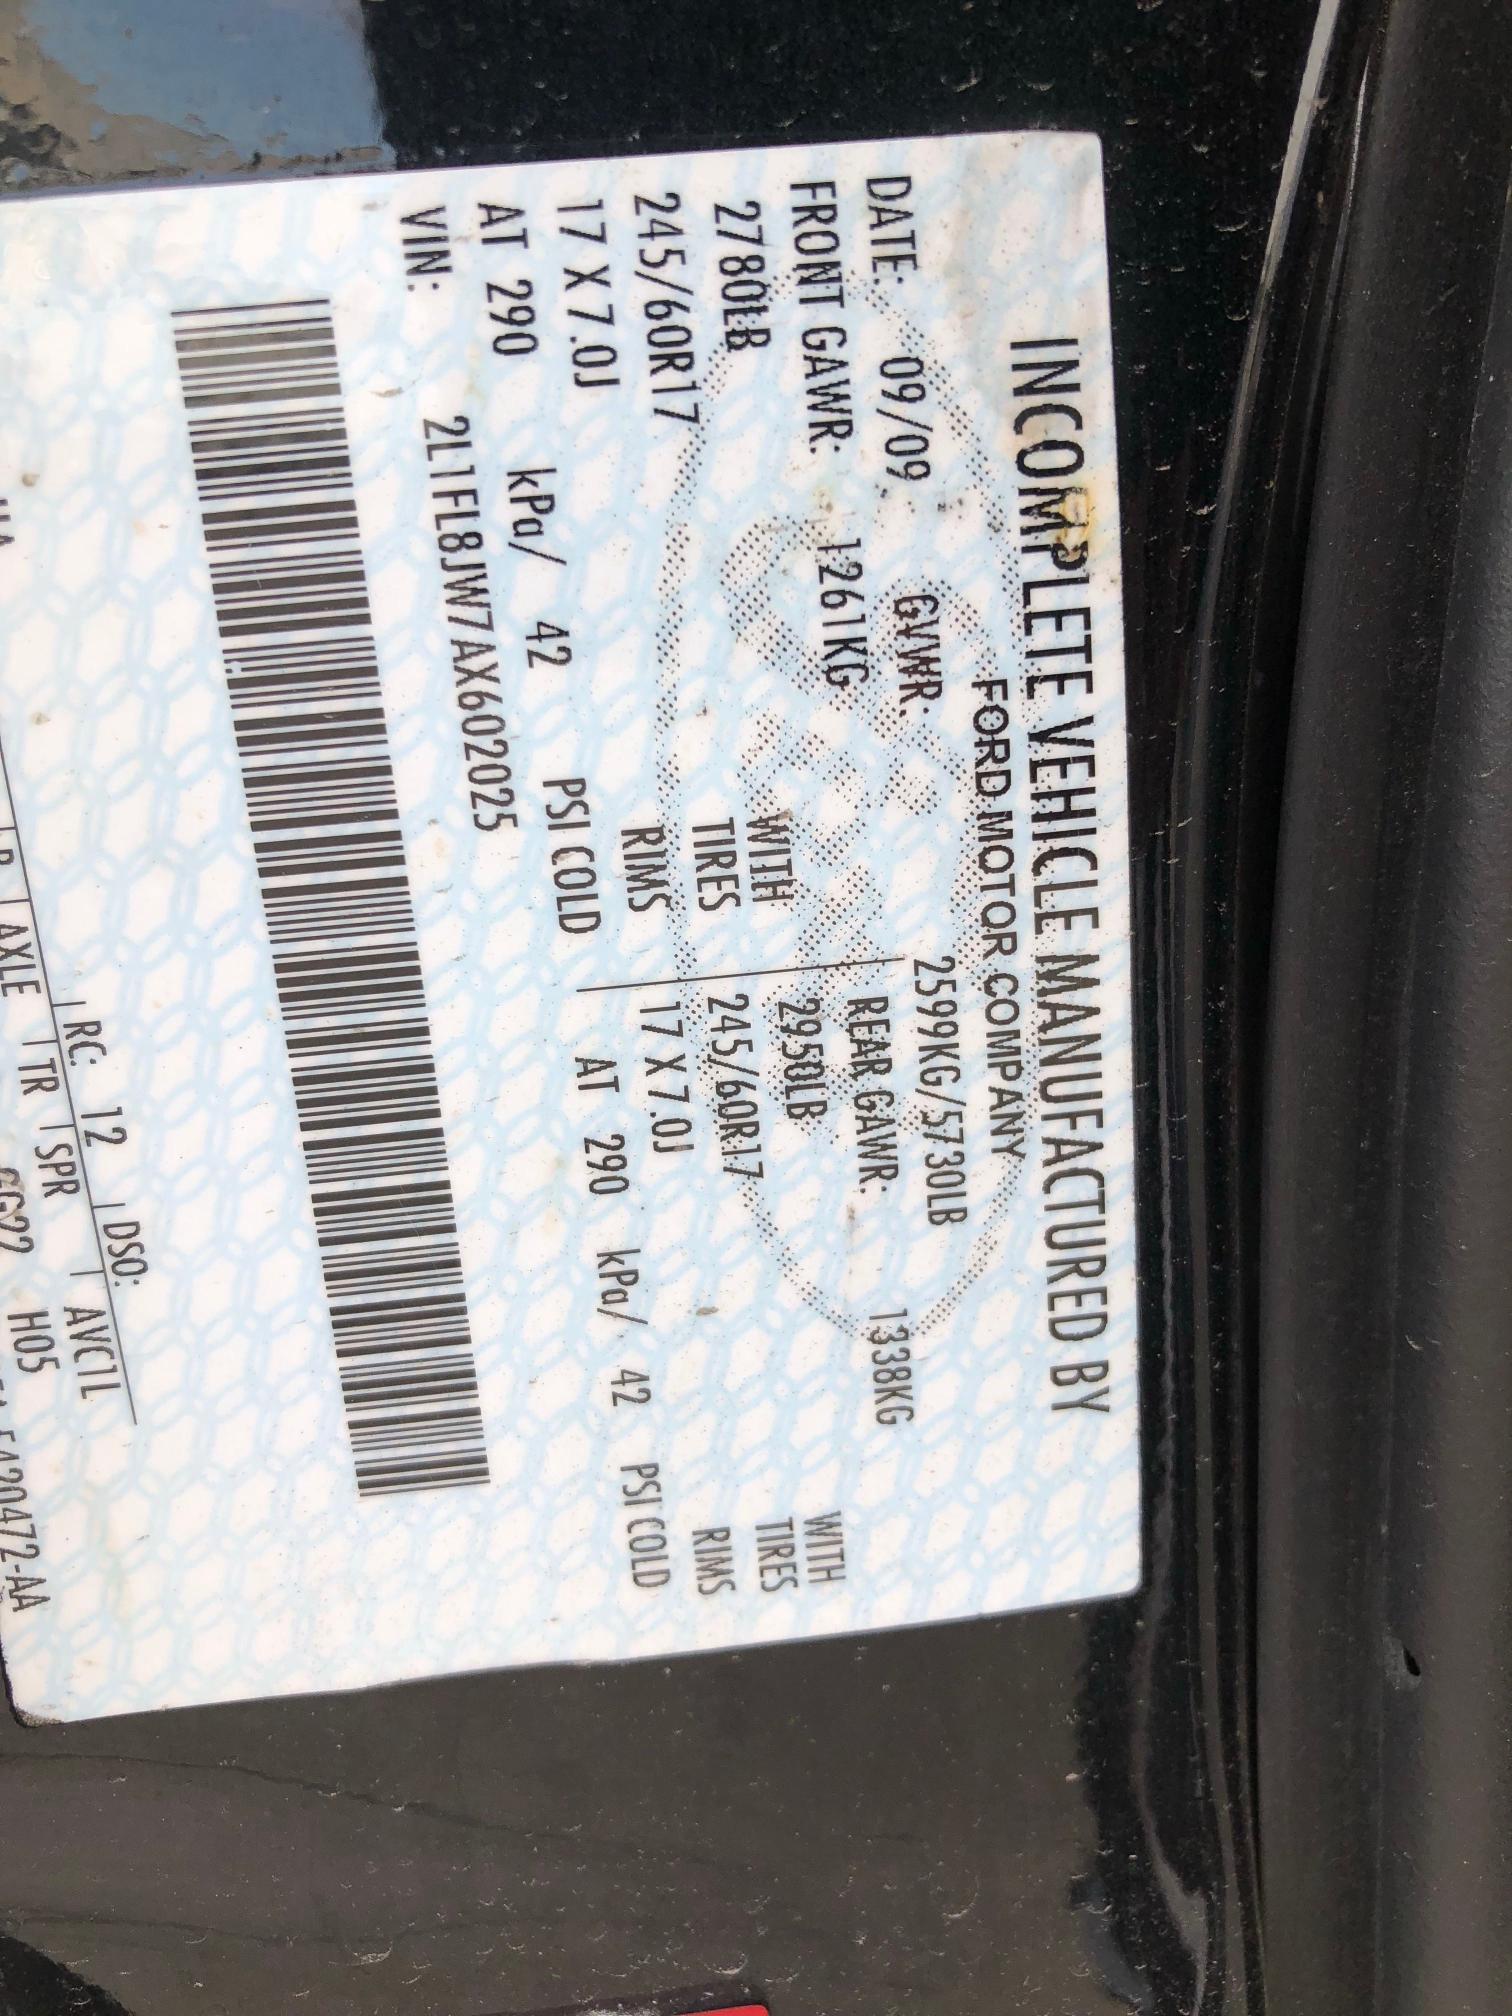 INCOMPLETE VEHICLE MANUFACTURED BY
FORD MOTOR COMPANY
DATE: 09/09 GVWR: 2599KG/5730LB
FRONT GAWR: 1261KG REAR GAWR: 1338KG
2780LB WITH 2950LB WITH
245/60R17 TIRES 245/60R17 TIRES
17 X 7.0J RIMS 17 X 7.0J RIMS
AT 290 kPa/ 42 PSI COLD AT 290 kPa/ 42 PSI COLD
VIN: 2L1FL8JW7AX602025
RC: 12 DSO:
AXLE TR SPR AVC1L
H05